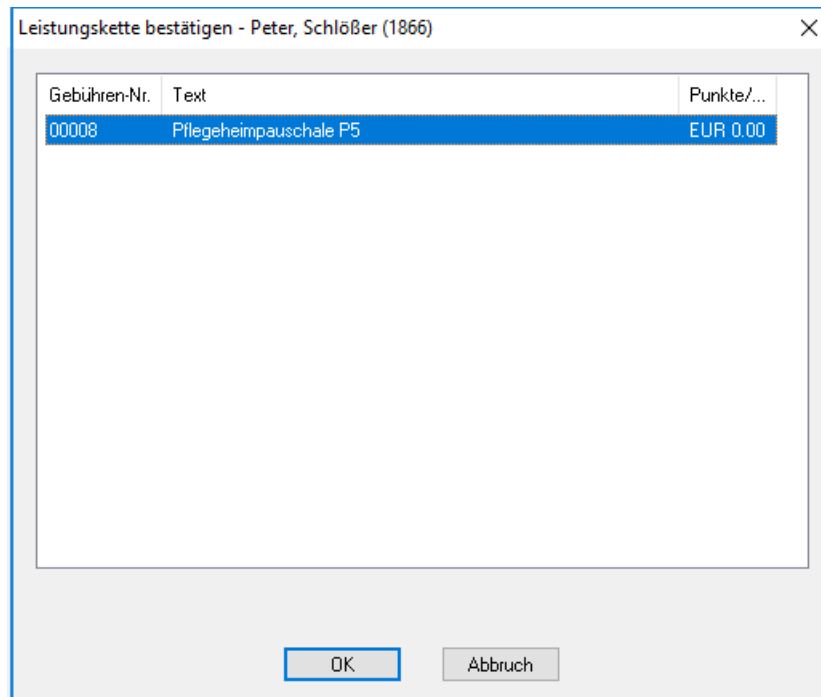 Leistungskette bestätigen - Peter, Schlößer (1866)
Gebühren-Nr. Text Punkte/...
00008 Pflegeheimpauschale P5 EUR 0.00
OK Abbruch